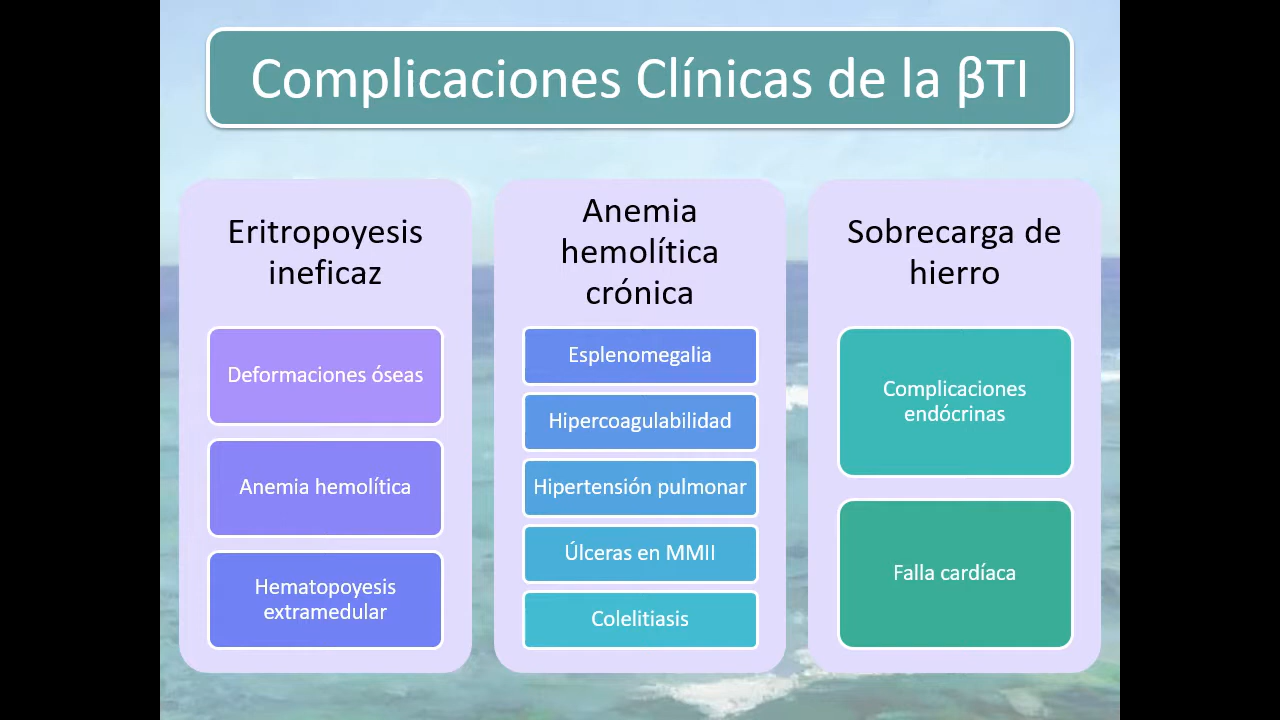 Complicaciones Clínicas de la βTI
Eritropoyesis
ineficaz
Deformaciones óseas
Anemia hemolítica
Hematopoyesis
extramedular
Anemia
hemolítica
crónica
Esplenomegalia
Hipercoagulabilidad
Hipertensión pulmonar
Úlceras en MMII
Colelitiasis
Sobrecarga de
hierro
Complicaciones
endócrinas
Falla cardíaca